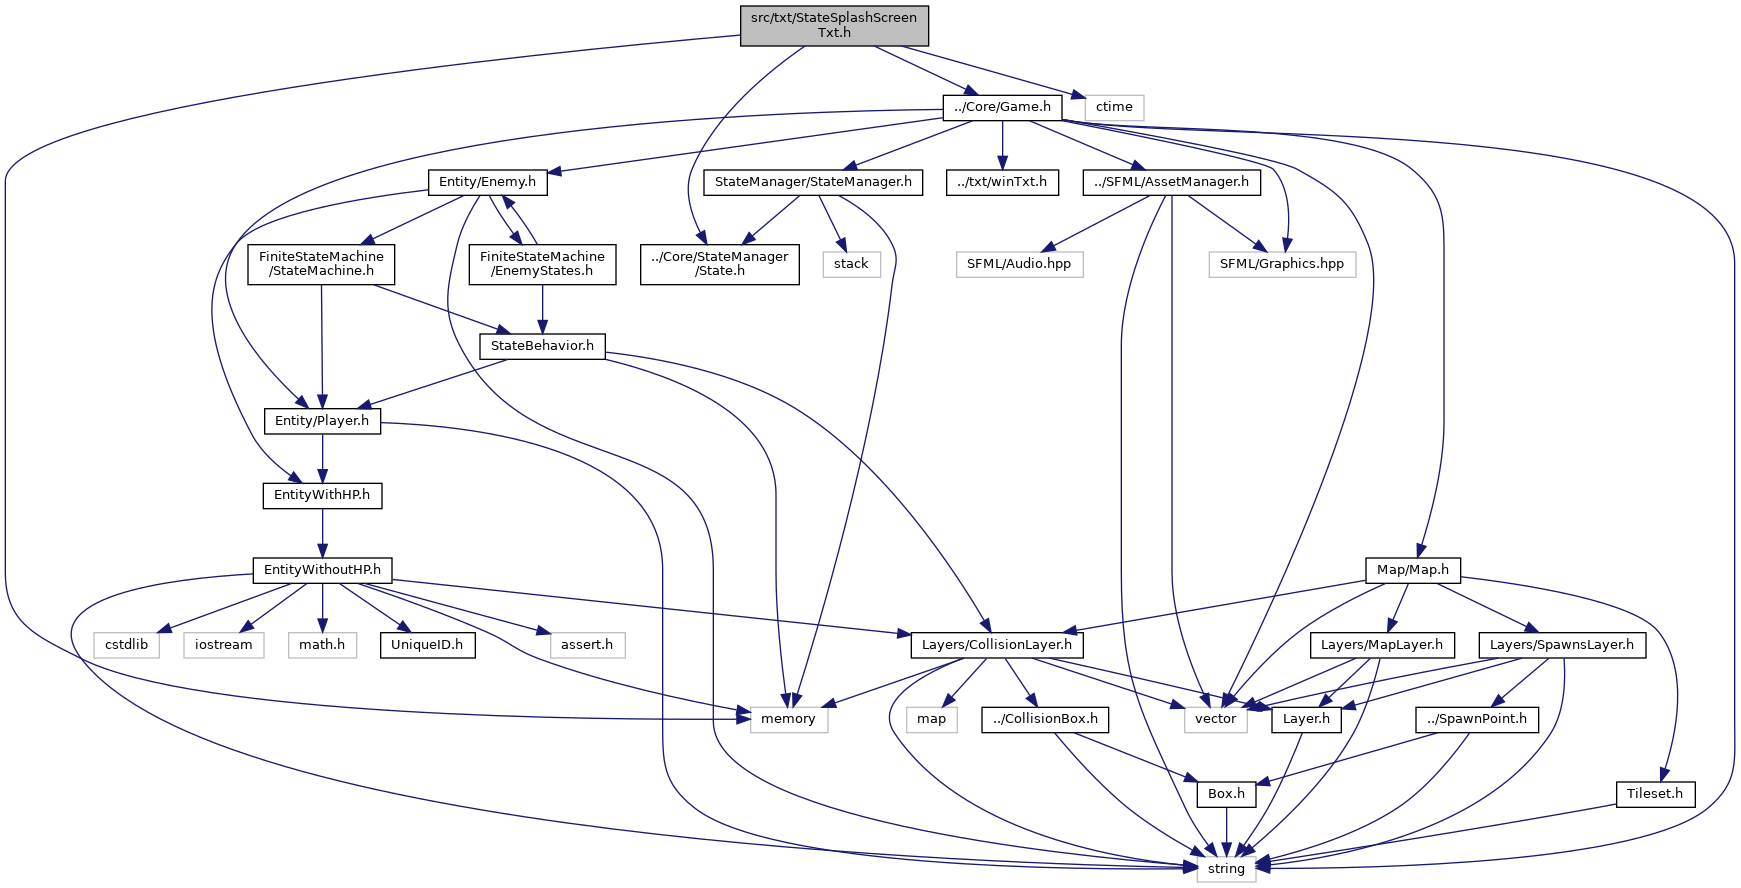 src/txt/StateSplashScreen
Txt.h
../Core/Game.h
ctime
Entity/Enemy.h
StateManager/StateManager.h
../txt/winTxt.h
../SFML/AssetManager.h
FiniteStateMachine
/StateMachine.h
FiniteStateMachine
/EnemyStates.h
../Core/StateManager
/State.h
stack
SFML/Audio.hpp
SFML/Graphics.hpp
StateBehavior.h
Entity/Player.h
EntityWithHP.h
EntityWithoutHP.h
Map/Map.h
cstdlib
iostream
math.h
UniqueID.h
assert.h
Layers/CollisionLayer.h
Layers/MapLayer.h
Layers/SpawnsLayer.h
memory
map
../CollisionBox.h
vector
Layer.h
../SpawnPoint.h
Box.h
Tileset.h
string